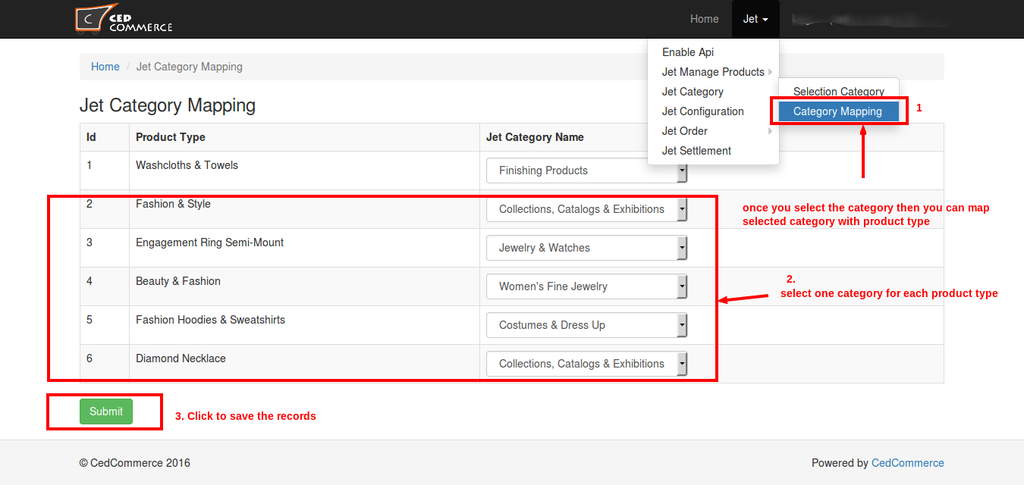 CED
COMMERCE
Home
Jet
Enable Api
Jet Manage Products
Jet Category
Jet Configuration
Jet Order
Jet Settlement
Selection Category
Category Mapping
1
Home / Jet Category Mapping
Jet Category Mapping
Id Product Type Jet Category Name
1 Washcloths & Towels Finishing Products
2 Fashion & Style Collections, Catalogs & Exhibitions
3 Engagement Ring Semi-Mount Jewelry & Watches
4 Beauty & Fashion Women's Fine Jewelry
5 Fashion Hoodies & Sweatshirts Costumes & Dress Up
6 Diamond Necklace Collections, Catalogs & Exhibitions
once you select the category then you can map
selected category with product type
2.
select one category for each product type
Submit
3. Click to save the records
© CedCommerce 2016
Powered by CedCommerce